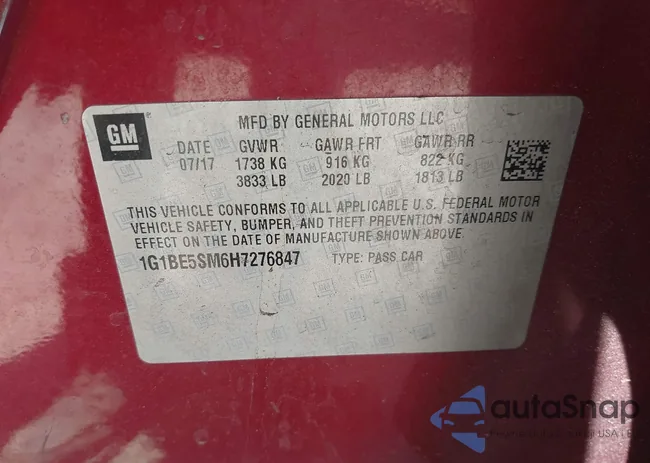 GM
MFD BY GENERAL MOTORS LLC
DATE GVWR GAWR FRT GAWR RR
07/17 1738 KG 916 KG 822 KG
3833 LB 2020 LB 1813 LB
THIS VEHICLE CONFORMS TO ALL APPLICABLE U.S. FEDERAL MOTOR
VEHICLE SAFETY, BUMPER, AND THEFT PREVENTION STANDARDS IN
EFFECT ON THE DATE OF MANUFACTURE SHOWN ABOVE.
1G1BE5SM6H7276847 TYPE: PASS CAR
autoSnap